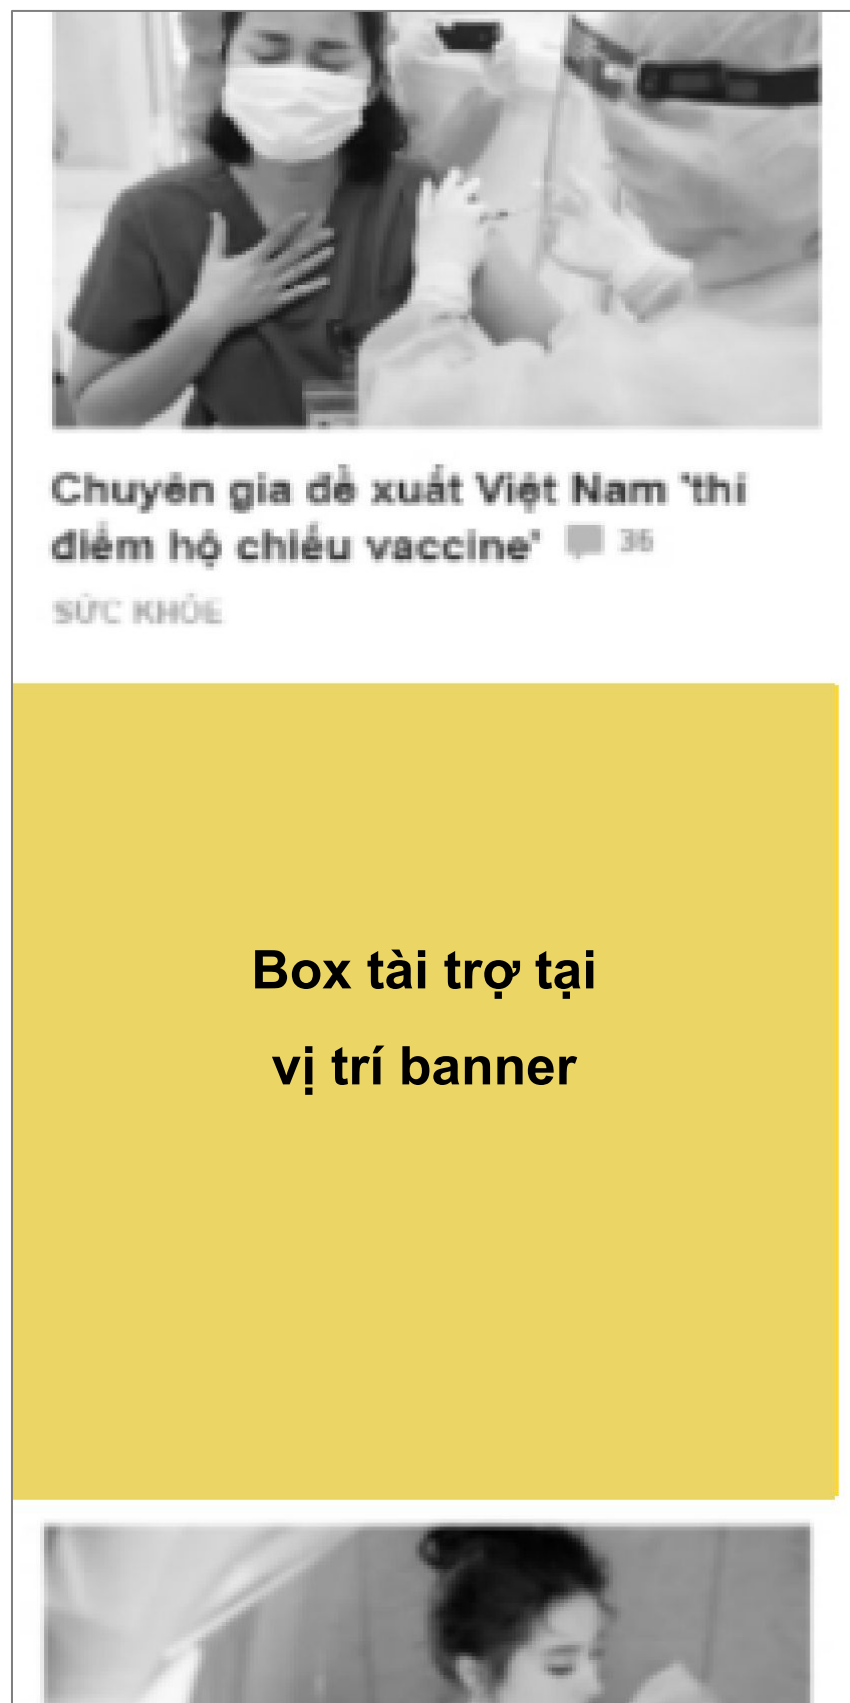 Chuyên gia đề xuất Việt Nam 'thí
điểm hộ chiếu vaccine' 36
SỨC KHỎE
Box tài trợ tại
vị trí banner